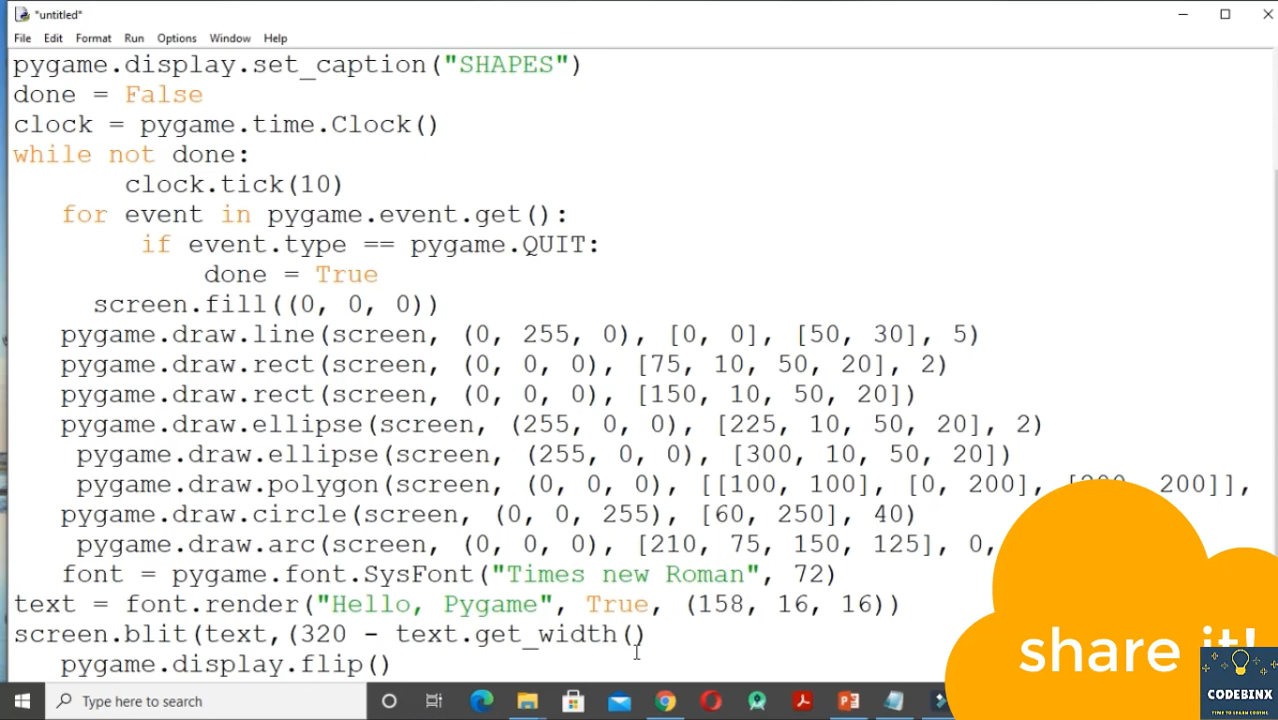 *untitled*
File Edit Format Run Options Window Help
pygame.display.set_caption("SHAPES")
done = False
clock = pygame.time.Clock()
while not done:
clock.tick(10)
for event in pygame.event.get():
if event.type == pygame.QUIT:
done = True
screen.fill((0, 0, 0))
pygame.draw.line(screen, (0, 255, 0), [0, 0], [50, 30], 5)
pygame.draw.rect(screen, (0, 0, 0), [75, 10, 50, 20], 2)
pygame.draw.rect(screen, (0, 0, 0), [150, 10, 50, 20])
pygame.draw.ellipse(screen, (255, 0, 0), [225, 10, 50, 20], 2)
pygame.draw.ellipse(screen, (255, 0, 0), [300, 10, 50, 20])
pygame.draw.polygon(screen, (0, 0, 0), [[100, 100], [0, 200], [200, 200]],
pygame.draw.circle(screen, (0, 0, 255), [60, 250], 40)
pygame.draw.arc(screen, (0, 0, 0), [210, 75, 150, 125], 0,
font = pygame.font.SysFont("Times new Roman", 72)
text = font.render("Hello, Pygame", True, (158, 16, 16))
screen.blit(text,(320 - text.get_width()
pygame.display.flip()
share it!
CODEBINX
TIME TO LEARN CODING
Type here to search